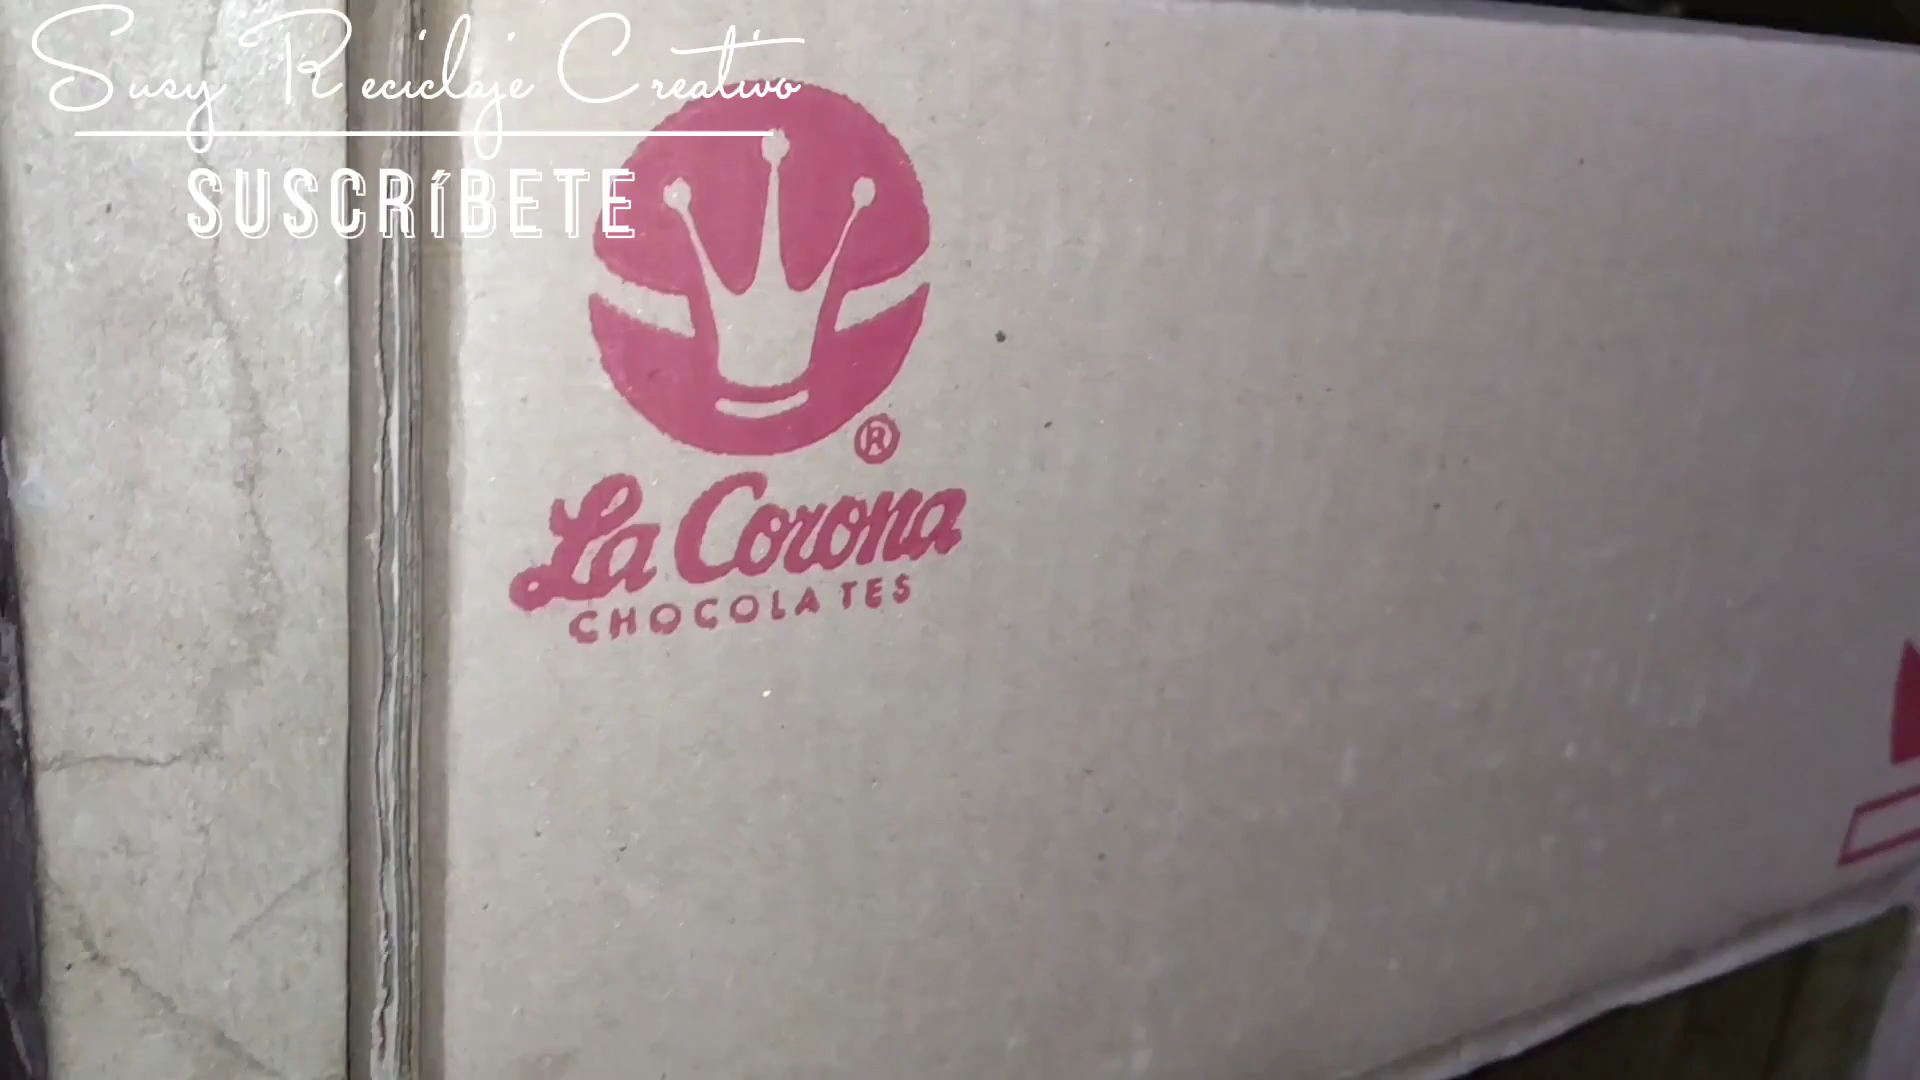 Susy Reciclaje Creativo
SUSCRÍBETE
®
La Corona
CHOCOLATES